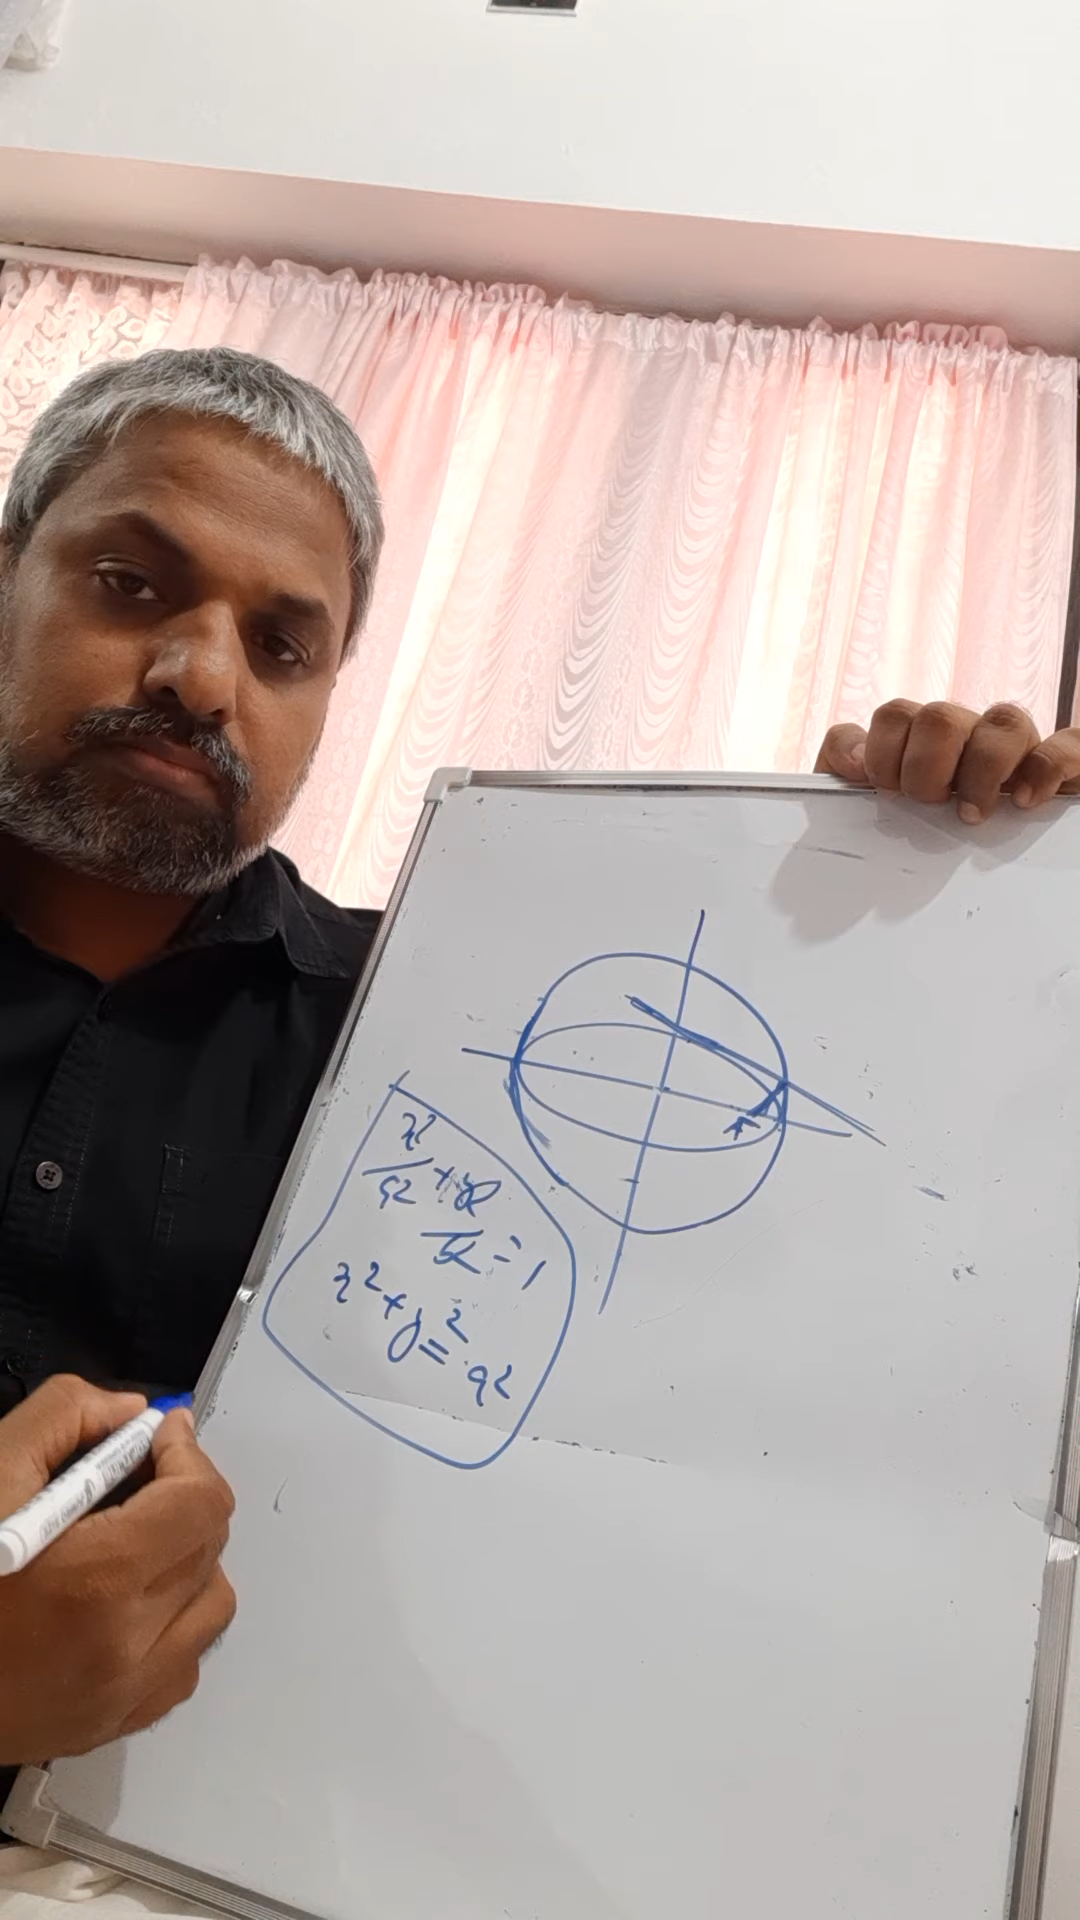 x²
— + y²
a²  — = 1
b²
x² + y² = a²
A